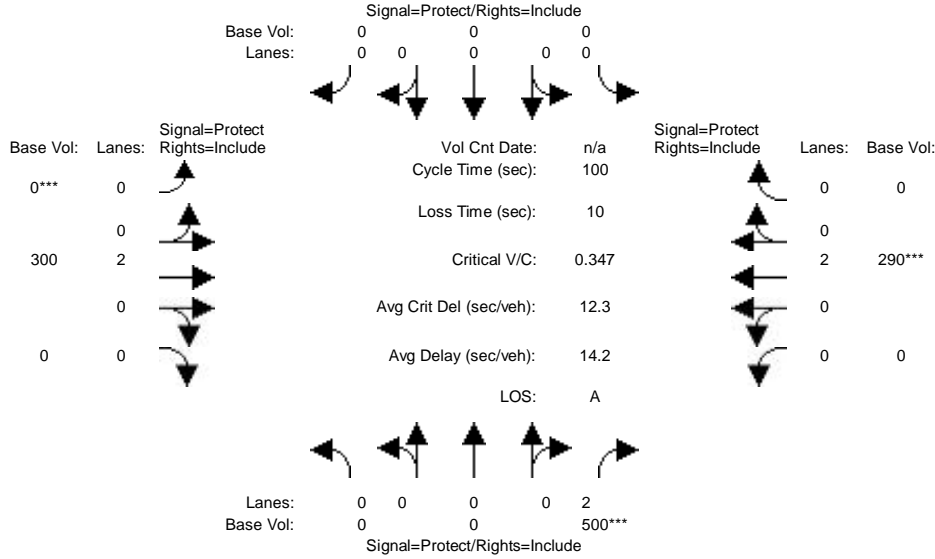 Signal=Protect/Rights=Include
Base Vol: 0 0 0
Lanes: 0 0 0 0 0
Signal=Protect Signal=Protect
Base Vol: Lanes: Rights=Include Vol Cnt Date: n/a Rights=Include Lanes: Base Vol:
Cycle Time (sec): 100
0*** 0 0 0
Loss Time (sec): 10
0 0
300 2 Critical V/C: 0.347 2 290***
0 Avg Crit Del (sec/veh): 12.3 0
0 0 Avg Delay (sec/veh): 14.2 0 0
LOS: A
Lanes: 0 0 0 0 2
Base Vol: 0 0 500***
Signal=Protect/Rights=Include